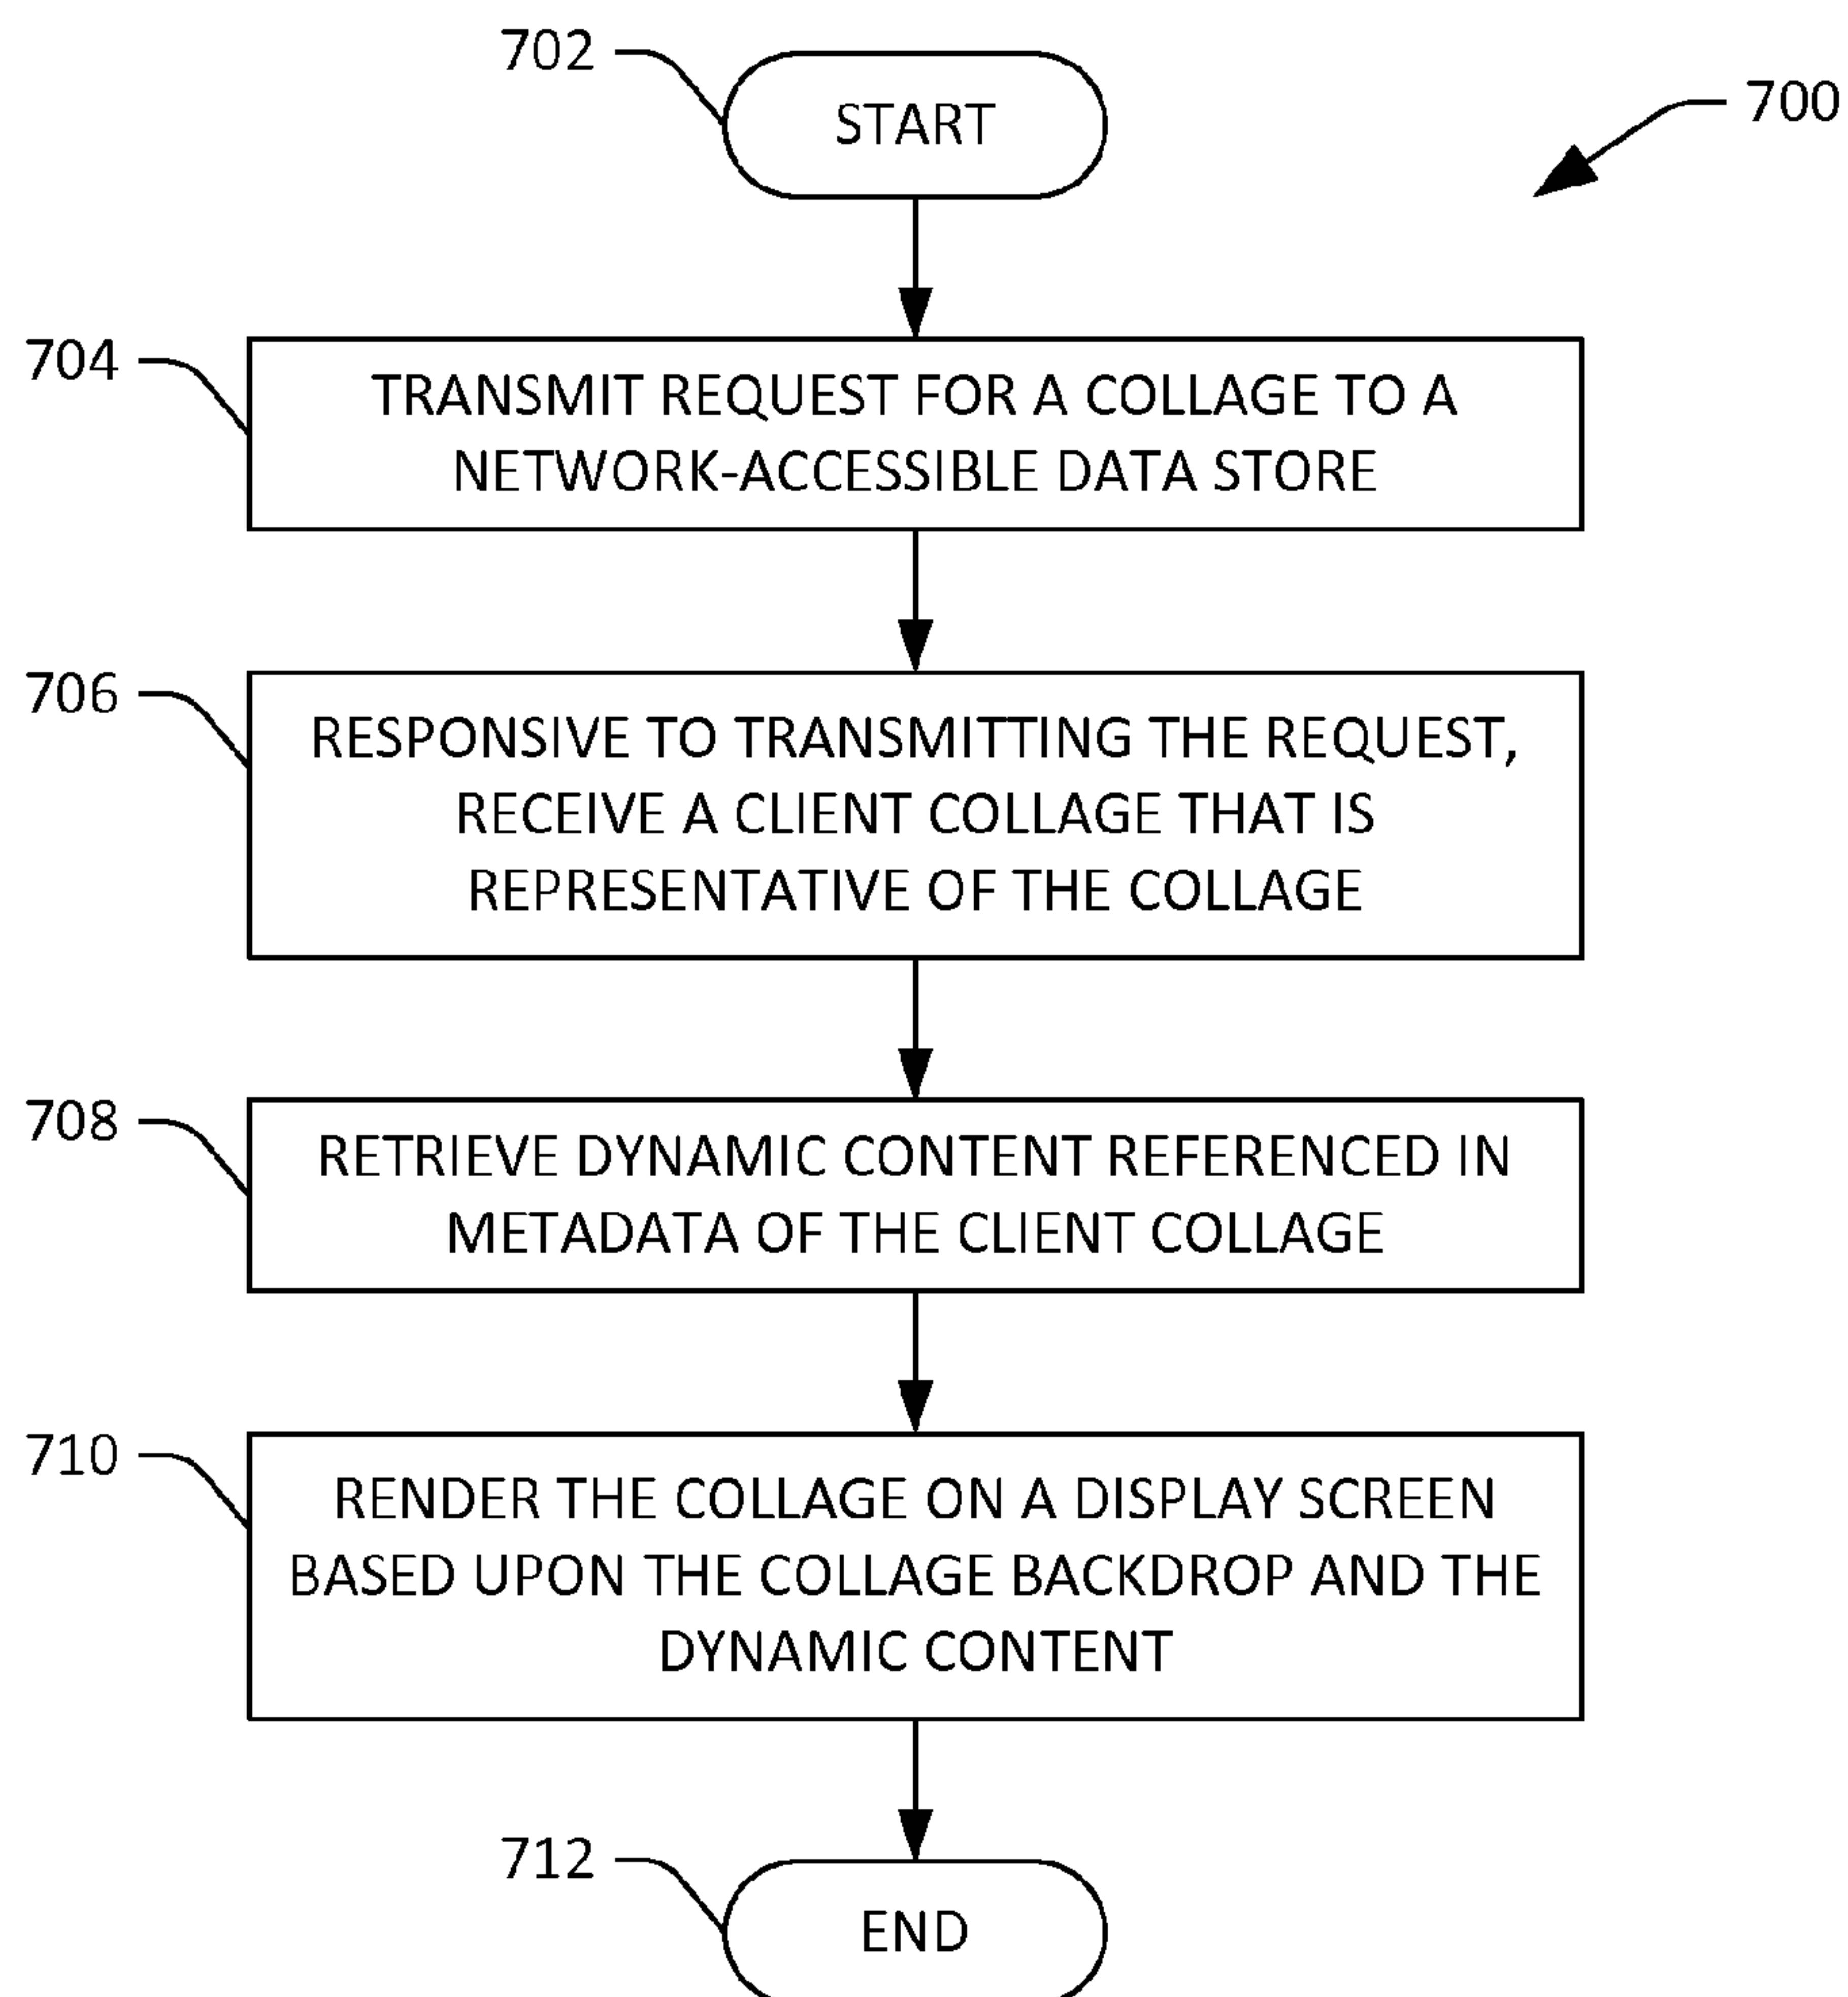 702
START
700
704
TRANSMIT REQUEST FOR A COLLAGE TO A
NETWORK-ACCESSIBLE DATA STORE
706
RESPONSIVE TO TRANSMITTING THE REQUEST,
RECEIVE A CLIENT COLLAGE THAT IS
REPRESENTATIVE OF THE COLLAGE
708
RETRIEVE DYNAMIC CONTENT REFERENCED IN
METADATA OF THE CLIENT COLLAGE
710
RENDER THE COLLAGE ON A DISPLAY SCREEN
BASED UPON THE COLLAGE BACKDROP AND THE
DYNAMIC CONTENT
712
END